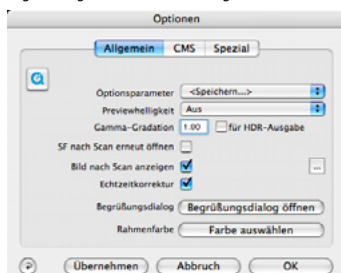 Optionen
Allgemein CMS Spezial
Optionsparameter <Speichern...>
Previewhelligkeit Aus
Gamma-Gradation 1.00 für HDR-Ausgabe
SF nach Scan erneut öffnen
Bild nach Scan anzeigen ...
Echtzeitkorrektur
Begrüßungsdialog Begrüßungsdialog öffnen
Rahmenfarbe Farbe auswählen
Übernehmen Abbruch OK